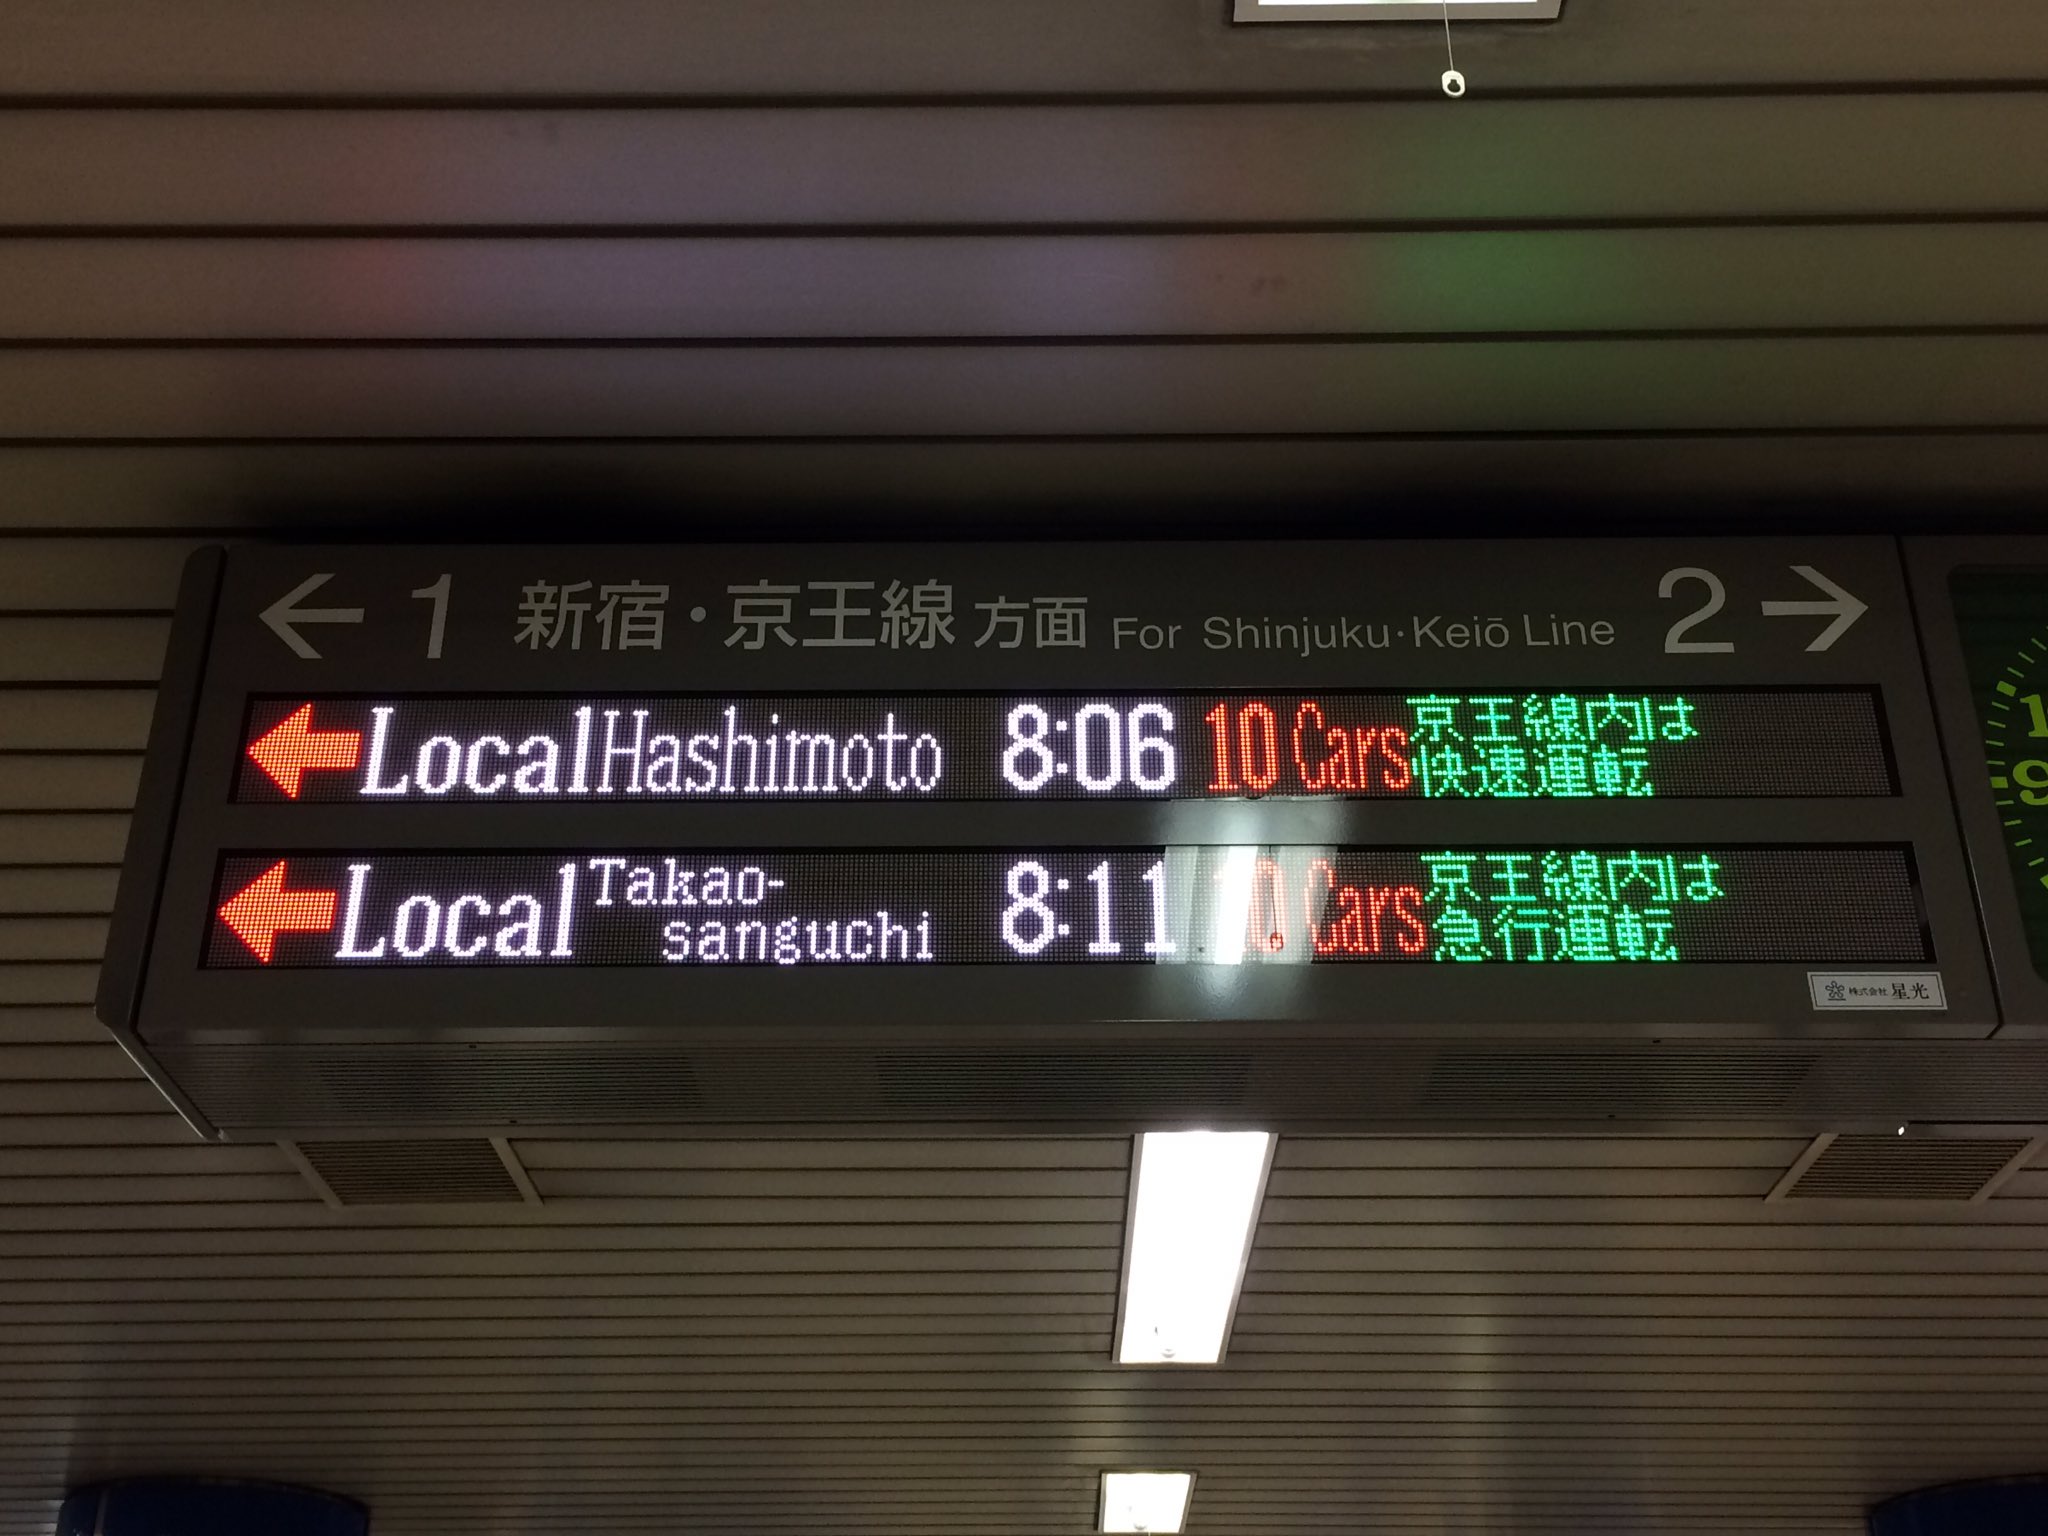 ← 1 新宿・京王線 方面 For Shinjuku・Keiō Line 2 →
← Local Hashimoto 8:06 10 Cars 京王線内は
快速運転
← Local Takao-
sanguchi 8:11 10 Cars 京王線内は
急行運転
株式会社 星光